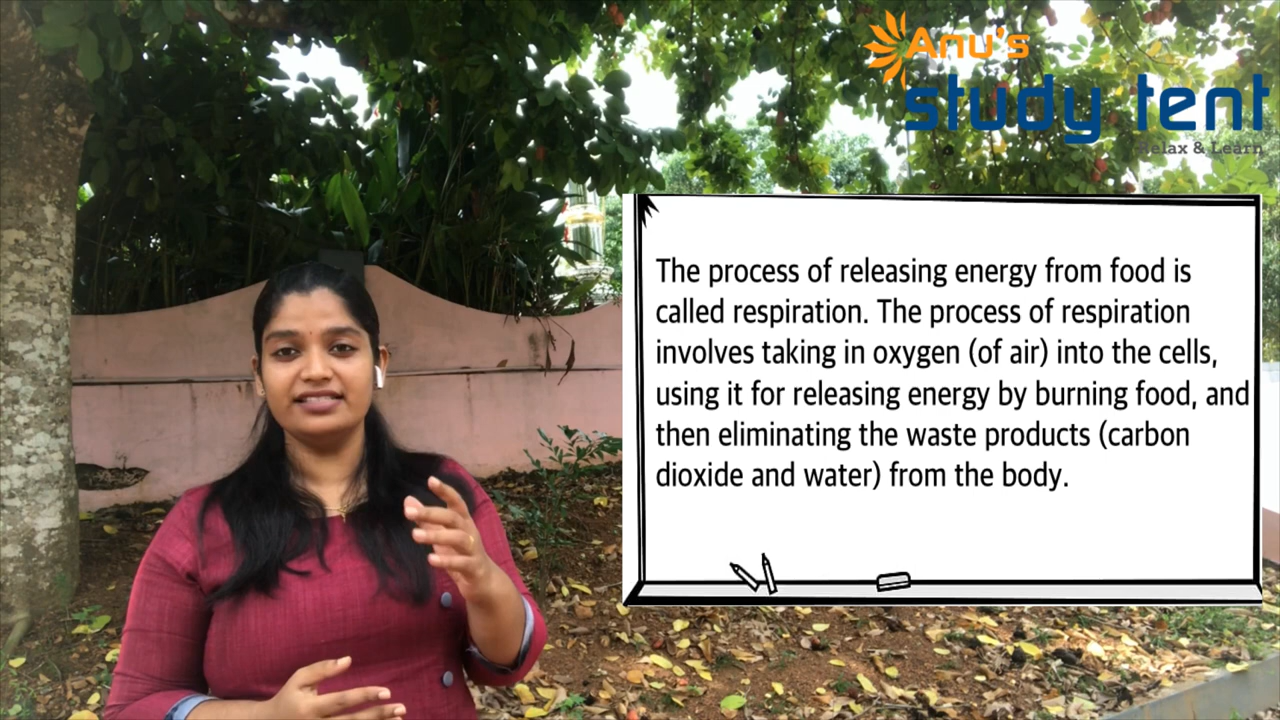 Anu's
study tent
Relax & Learn
The process of releasing energy from food is
called respiration. The process of respiration
involves taking in oxygen (of air) into the cells,
using it for releasing energy by burning food, and
then eliminating the waste products (carbon
dioxide and water) from the body.